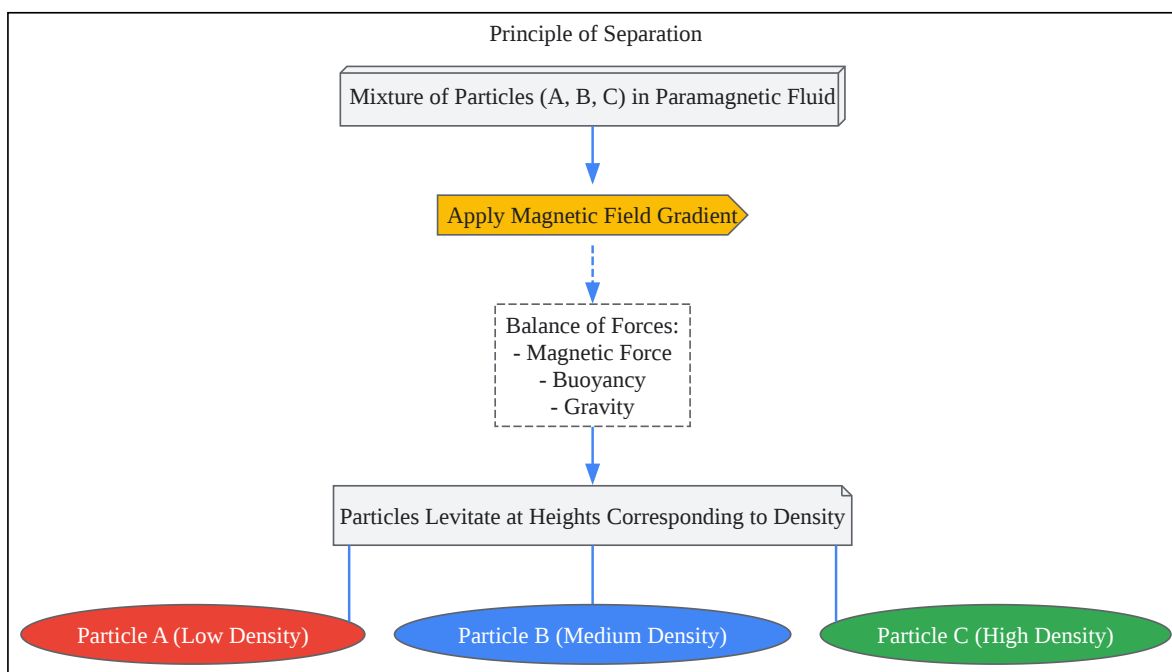 Principle of Separation
Mixture of Particles (A, B, C) in Paramagnetic Fluid
Apply Magnetic Field Gradient
Balance of Forces:
- Magnetic Force
- Buoyancy
- Gravity
Particles Levitate at Heights Corresponding to Density
Particle A (Low Density)
Particle B (Medium Density)
Particle C (High Density)